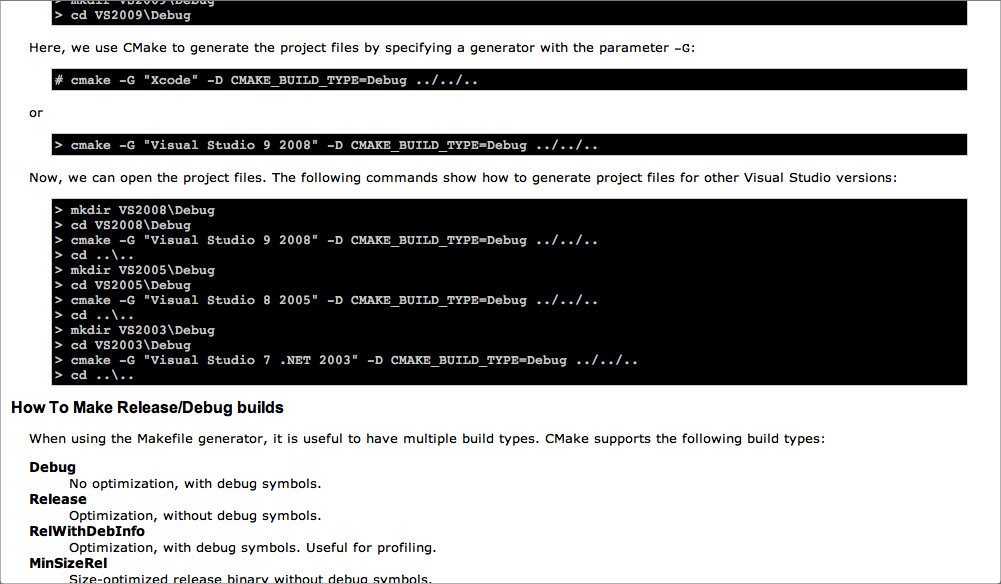 > mkdir VS2009\Debug
> cd VS2009\Debug
Here, we use CMake to generate the project files by specifying a generator with the parameter -G:
# cmake -G "Xcode" -D CMAKE_BUILD_TYPE=Debug ../../..
or
> cmake -G "Visual Studio 9 2008" -D CMAKE_BUILD_TYPE=Debug ../../..
Now, we can open the project files. The following commands show how to generate project files for other Visual Studio versions:
> mkdir VS2008\Debug
> cd VS2008\Debug
> cmake -G "Visual Studio 9 2008" -D CMAKE_BUILD_TYPE=Debug ../../..
> cd ..\..
> mkdir VS2005\Debug
> cd VS2005\Debug
> cmake -G "Visual Studio 8 2005" -D CMAKE_BUILD_TYPE=Debug ../../..
> cd ..\..
> mkdir VS2003\Debug
> cd VS2003\Debug
> cmake -G "Visual Studio 7 .NET 2003" -D CMAKE_BUILD_TYPE=Debug ../../..
> cd ..\..
How To Make Release/Debug builds
When using the Makefile generator, it is useful to have multiple build types. CMake supports the following build types:
Debug
No optimization, with debug symbols.
Release
Optimization, without debug symbols.
RelWithDebInfo
Optimization, with debug symbols. Useful for profiling.
MinSizeRel
Size-optimized release binary without debug symbols.